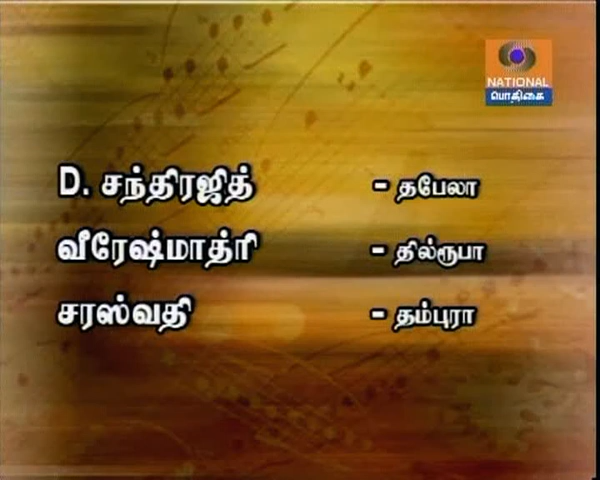 NATIONAL
பொதிகை
D. சந்திரஜித் - தபேலா
வீரேஷ்மாத்ரி - தில்ரூபா
சரஸ்வதி - தம்புரா